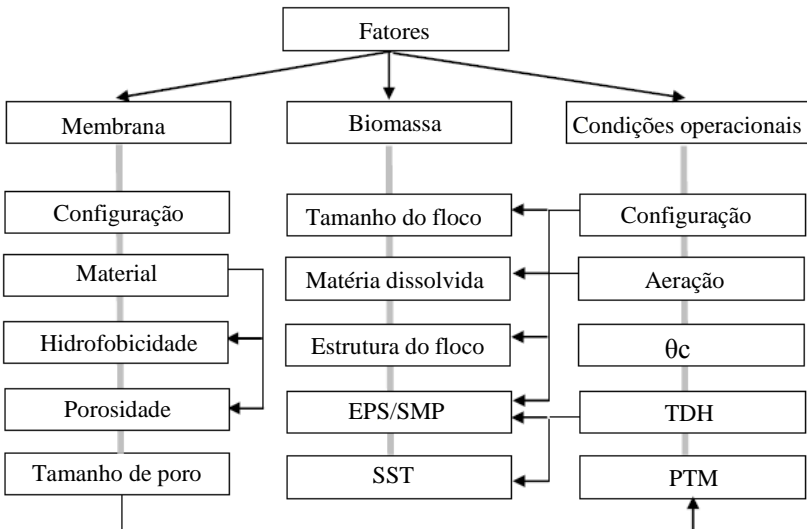 Fatores
Membrana
Biomassa
Condições operacionais
Configuração
Tamanho do floco
Configuração
Material
Matéria dissolvida
Aeração
Hidrofobicidade
Estrutura do floco
θc
Porosidade
EPS/SMP
TDH
Tamanho de poro
SST
PTM